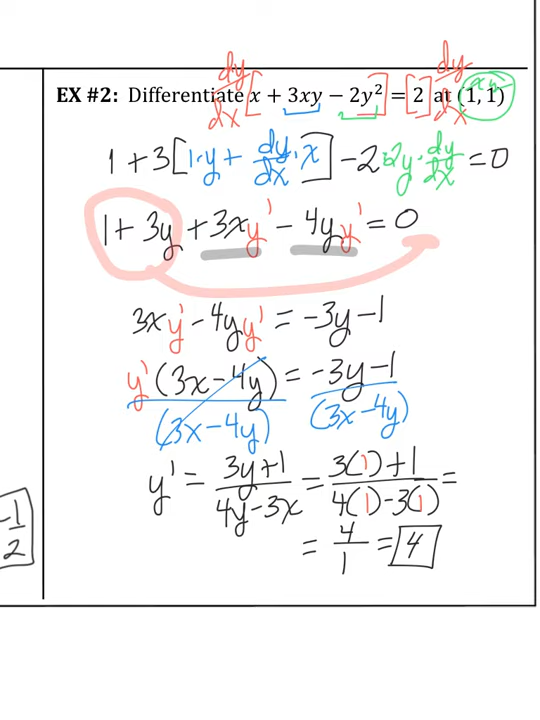 EX #2: Differentiate dy/dx [x + 3xy − 2y²] = [2] dy/dx at (1, 1)
1 + 3[1·y + dy/dx · x] − 2·2y · dy/dx = 0
1 + 3y + 3xy' − 4yy' = 0
3xy' − 4yy' = −3y − 1
y'(3x − 4y) = −3y − 1
(3x − 4y) (3x − 4y)
y' = 3y+1 / 4y−3x = 3(1)+1 / 4(1)−3(1) =
−1/2
= 4/1 = 4